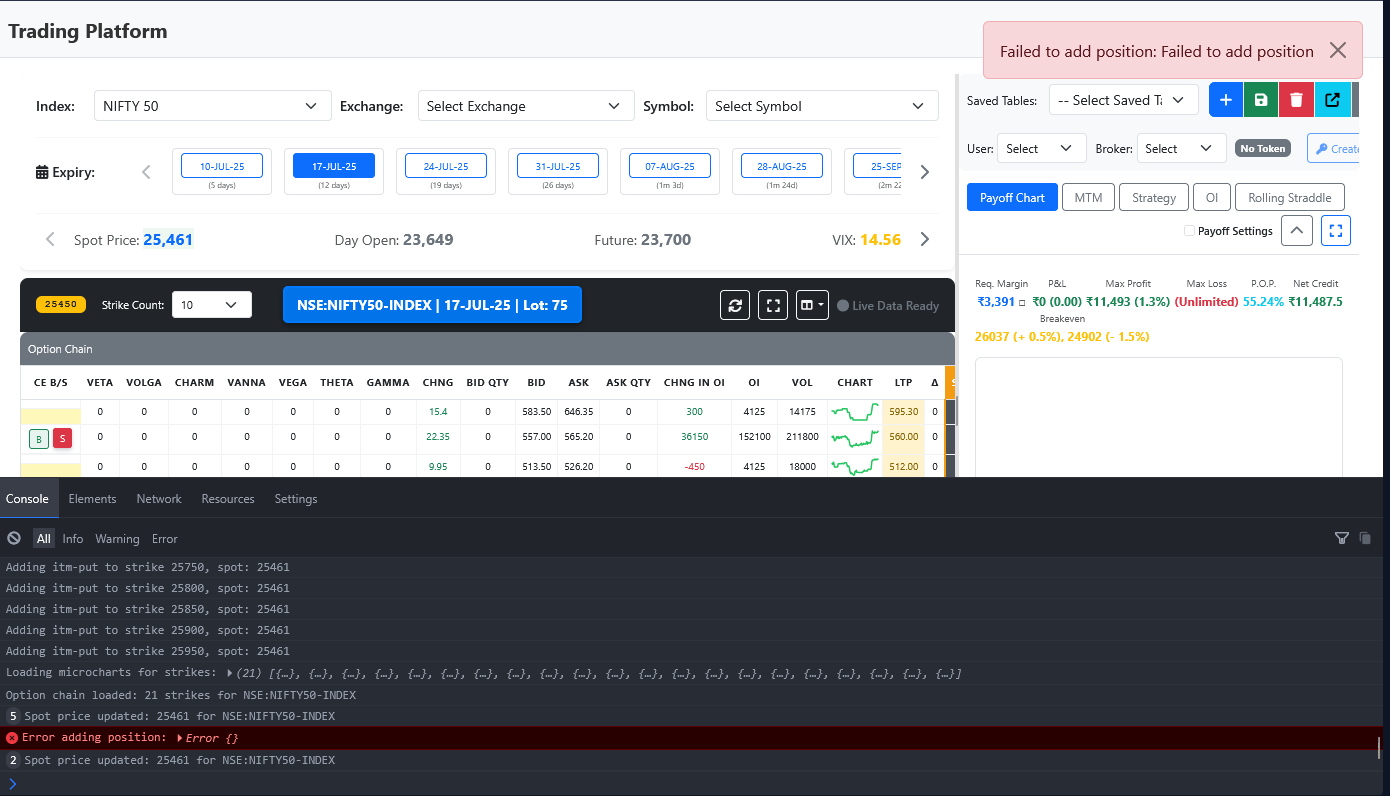 Trading Platform
Failed to add position: Failed to add position
Index: NIFTY 50 Exchange: Select Exchange Symbol: Select Symbol
Saved Tables: -- Select Saved Ta
User: Select Broker: Select No Token Create
Expiry:
10-JUL-25 17-JUL-25 24-JUL-25 31-JUL-25 07-AUG-25 28-AUG-25 25-SEP
(5 days) (12 days) (19 days) (26 days) (1m 3d) (1m 24d) (2m 22
Payoff Chart MTM Strategy OI Rolling Straddle
Payoff Settings
Spot Price: 25,461 Day Open: 23,649 Future: 23,700 VIX: 14.56
25450 Strike Count: 10 NSE:NIFTY50-INDEX | 17-JUL-25 | Lot: 75 Live Data Ready
Req. Margin P&L Max Profit Max Loss P.O.P. Net Credit
₹3,391 ₹0 (0.00) ₹11,493 (1.3%) (Unlimited) 55.24% ₹11,487.5
Breakeven
26037 (+ 0.5%), 24902 (- 1.5%)
Option Chain
CE B/S VETA VOLGA CHARM VANNA VEGA THETA GAMMA CHNG BID QTY BID ASK ASK QTY CHNG IN OI OI VOL CHART LTP Δ S
0 0 0 0 0 0 0 15.4 0 583.50 646.35 0 300 4125 14175 595.30 0
B S 0 0 0 0 0 0 0 22.35 0 557.00 565.20 0 36150 152100 211800 560.00 0
0 0 0 0 0 0 0 9.95 0 513.50 526.20 0 -450 4125 18000 512.00 0
Console Elements Network Resources Settings
All Info Warning Error
Adding itm-put to strike 25750, spot: 25461
Adding itm-put to strike 25800, spot: 25461
Adding itm-put to strike 25850, spot: 25461
Adding itm-put to strike 25900, spot: 25461
Adding itm-put to strike 25950, spot: 25461
Loading microcharts for strikes: ▶(21) [{…}, {…}, {…}, {…}, {…}, {…}, {…}, {…}, {…}, {…}, {…}, {…}, {…}, {…}, {…}, {…}, {…}, {…}, {…}, {…}, {…}]
Option chain loaded: 21 strikes for NSE:NIFTY50-INDEX
5 Spot price updated: 25461 for NSE:NIFTY50-INDEX
Error adding position: ▶Error {}
2 Spot price updated: 25461 for NSE:NIFTY50-INDEX